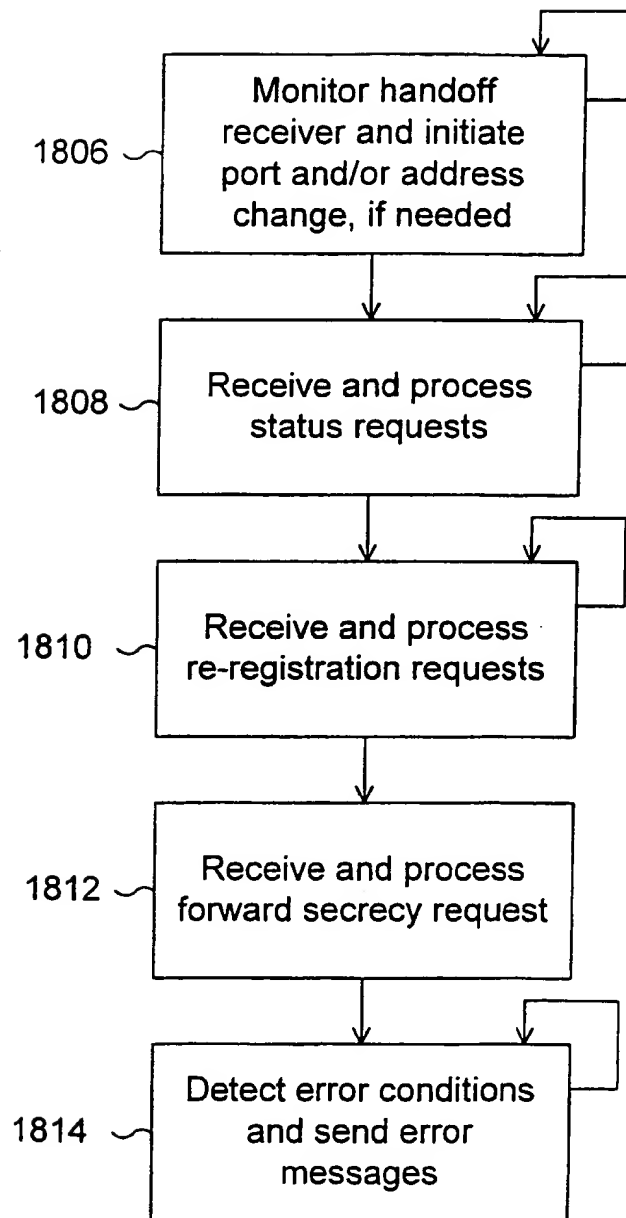 Monitor handoff
receiver and initiate
port and/or address
change, if needed
1806
Receive and process
status requests
1808
Receive and process
re-registration requests
1810
Receive and process
forward secrecy request
1812
Detect error conditions
and send error
messages
1814